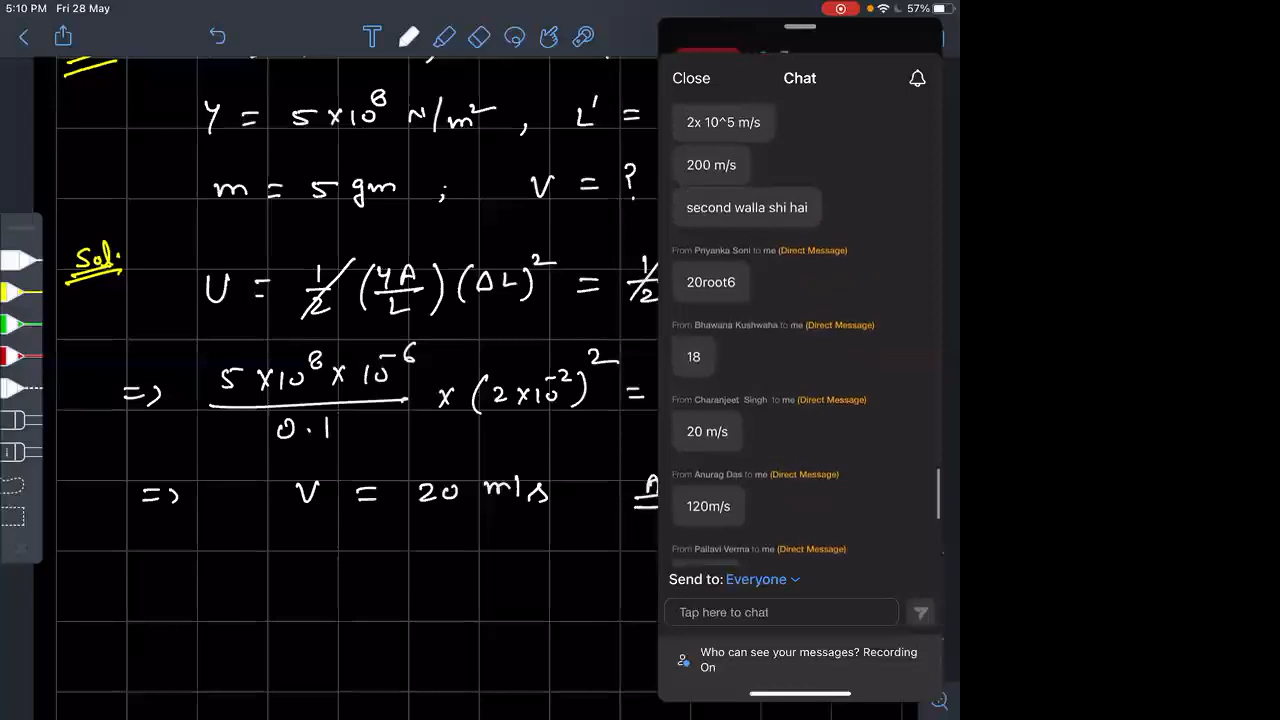 5:10 PM Fri 28 May
57%
T
Y = 5 × 10^8 N/m^2 , L' =
m = 5 gm ; V = ?
Sol.
U = 1/2 (YA/L) (ΔL)^2 = 1/2
=> 5 × 10^8 × 10^-6 / 0.1 × (2 × 10^-2)^2 =
=> V = 20 m/s A
Close
Chat
2x 10^5 m/s
200 m/s
second walla shi hai
From Priyanka Soni to me (Direct Message)
20root6
From Bhawana Kushwaha to me (Direct Message)
18
From Charanjeet Singh to me (Direct Message)
20 m/s
From Anurag Das to me (Direct Message)
120m/s
From Pallavi Verma to me (Direct Message)
Send to: Everyone
Tap here to chat
Who can see your messages? Recording
On